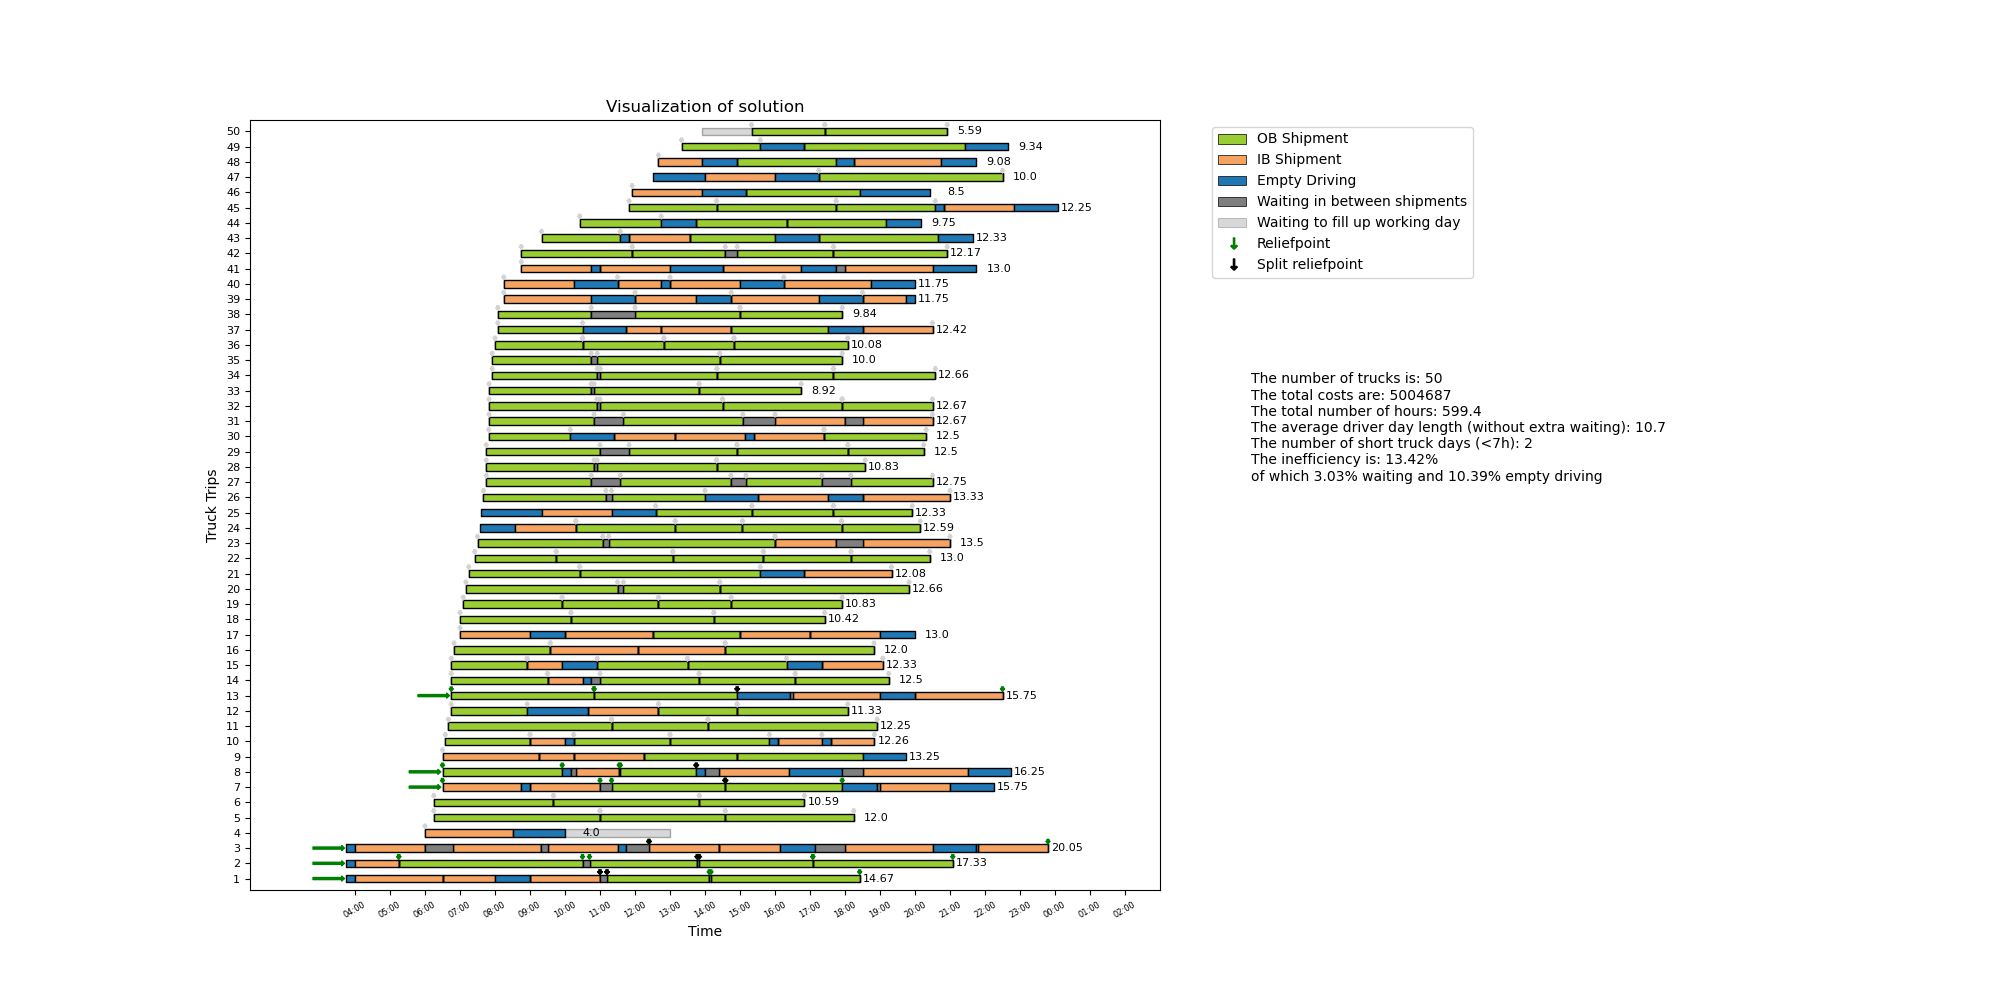 Visualization of solution
Truck Trips
50 5.59
49 9.34
48 9.08
47 10.0
46 8.5
45 12.25
44 9.75
43 12.33
42 12.17
41 13.0
40 11.75
39 11.75
38 9.84
37 12.42
36 10.08
35 10.0
34 12.66
33 8.92
32 12.67
31 12.67
30 12.5
29 12.5
28 10.83
27 12.75
26 13.33
25 12.33
24 12.59
23 13.5
22 13.0
21 12.08
20 12.66
19 10.83
18 10.42
17 13.0
16 12.0
15 12.33
14 12.5
13 15.75
12 11.33
11 12.25
10 12.26
9 13.25
8 16.25
7 15.75
6 10.59
5 12.0
4 4.0
3 20.05
2 17.33
1 14.67
04:00 05:00 06:00 07:00 08:00 09:00 10:00 11:00 12:00 13:00 14:00 15:00 16:00 17:00 18:00 19:00 20:00 21:00 22:00 23:00 00:00 01:00 02:00
Time
OB Shipment
IB Shipment
Empty Driving
Waiting in between shipments
Waiting to fill up working day
Reliefpoint
Split reliefpoint
The number of trucks is: 50
The total costs are: 5004687
The total number of hours: 599.4
The average driver day length (without extra waiting): 10.7
The number of short truck days (<7h): 2
The inefficiency is: 13.42%
of which 3.03% waiting and 10.39% empty driving